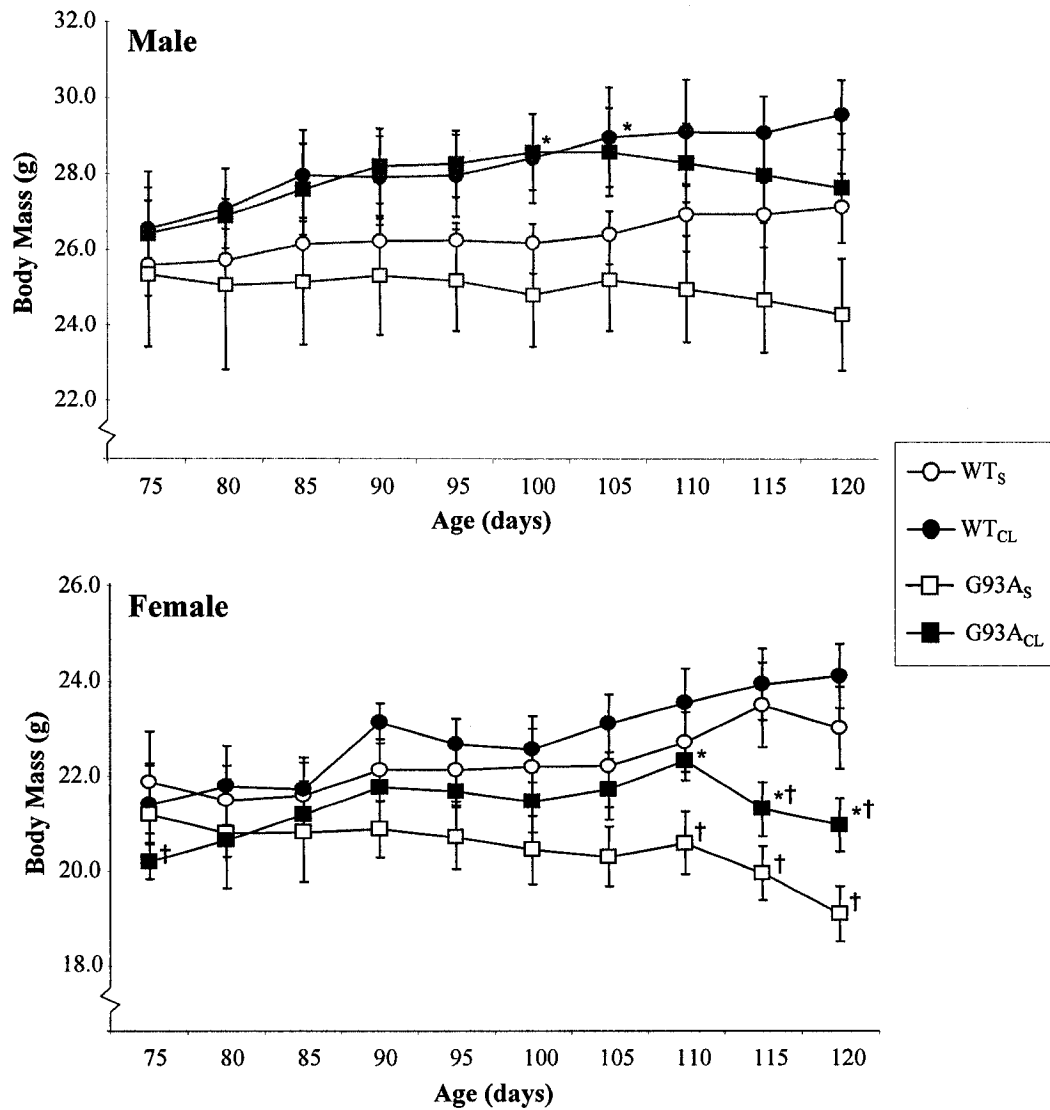 Male
32.0
30.0
28.0
26.0
24.0
22.0
Body Mass (g)
* *
75 80 85 90 95 100 105 110 115 120
Age (days)
WTS
WTCL
G93AS
G93ACL
Female
26.0
24.0
22.0
20.0
18.0
Body Mass (g)
† * *† *†
† † †
75 80 85 90 95 100 105 110 115 120
Age (days)